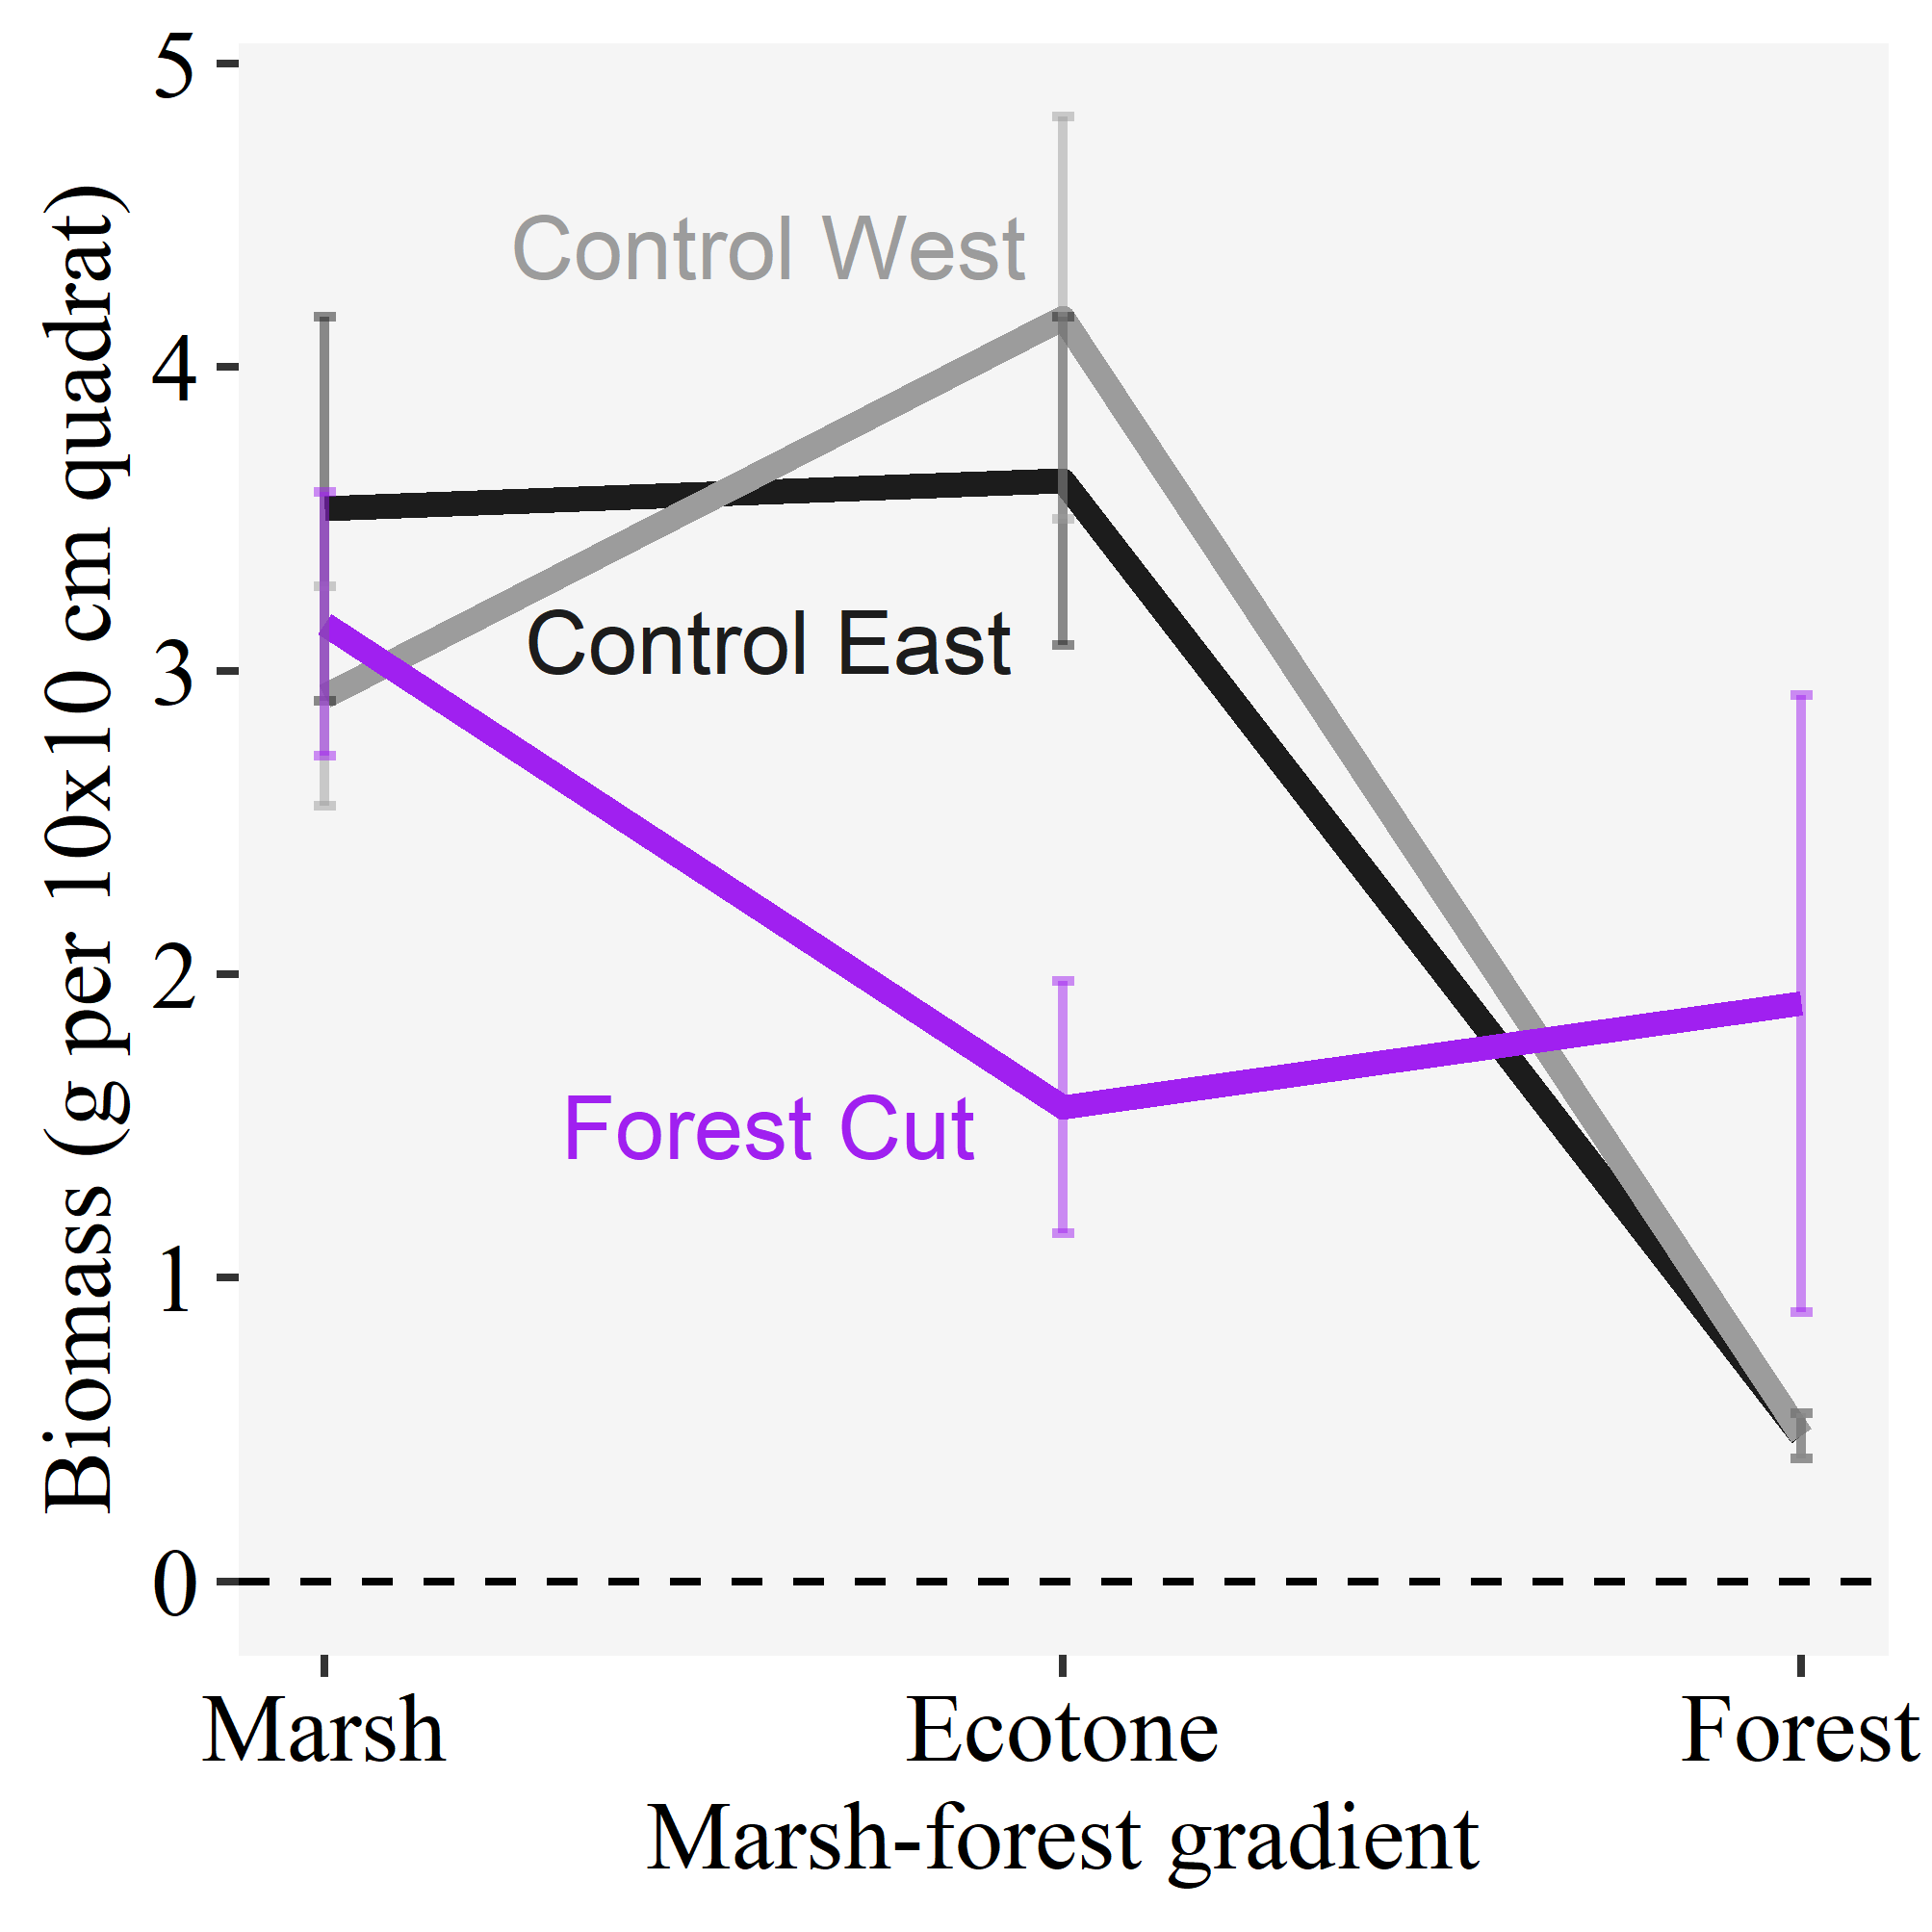 Biomass (g per 10x10 cm quadrat)
5
4
3
2
1
0
Control West
Control East
Forest Cut
Marsh
Ecotone
Forest
Marsh-forest gradient